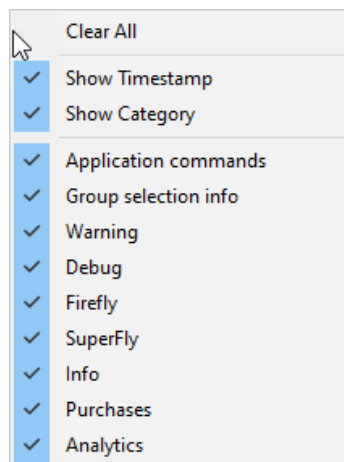 Clear All
Show Timestamp
Show Category
Application commands
Group selection info
Warning
Debug
Firefly
SuperFly
Info
Purchases
Analytics